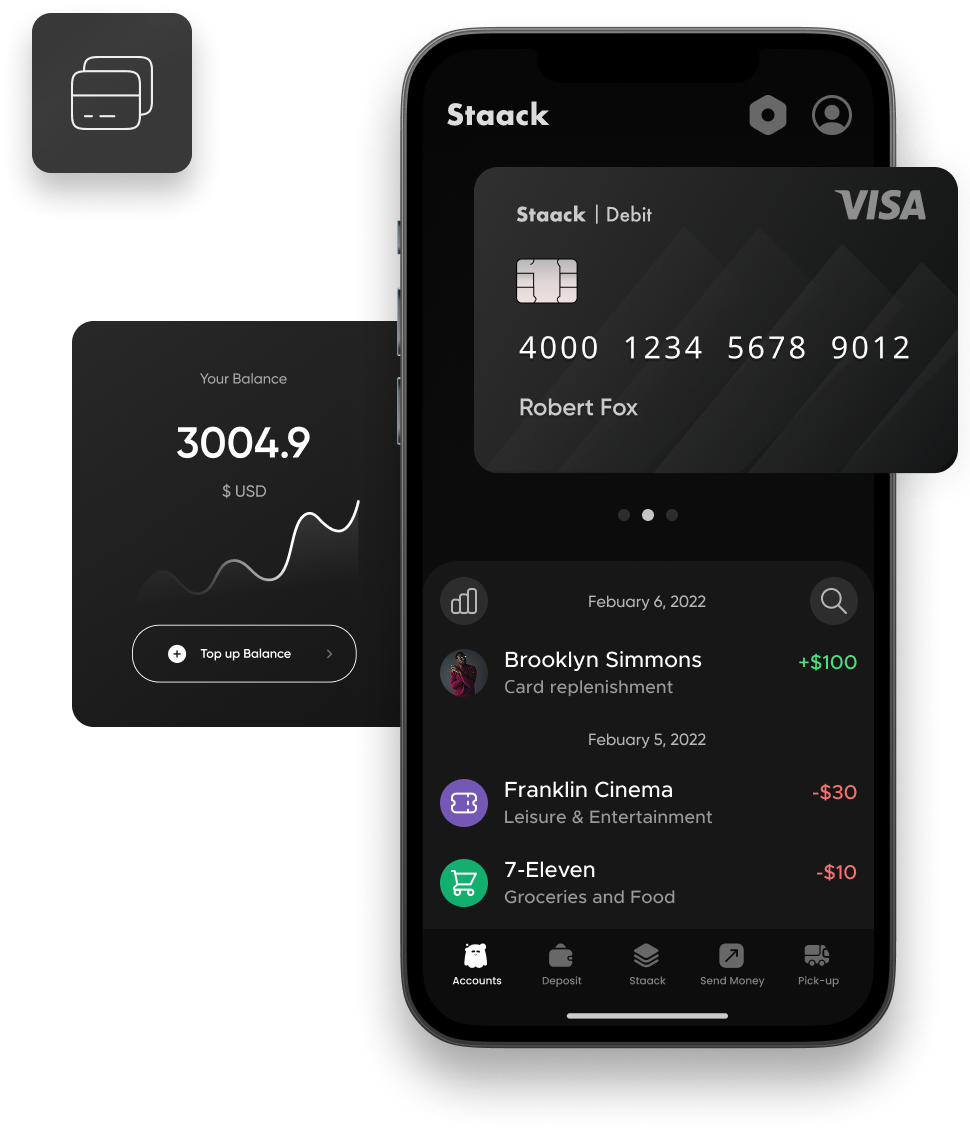 Staack
Staack | Debit
VISA
4000 1234 5678 9012
Robert Fox
Your Balance
3004.9
$ USD
Top up Balance
Febuary 6, 2022
Brooklyn Simmons
+$100
Card replenishment
Febuary 5, 2022
Franklin Cinema
-$30
Leisure & Entertainment
7-Eleven
-$10
Groceries and Food
Accounts
Deposit
Staack
Send Money
Pick-up